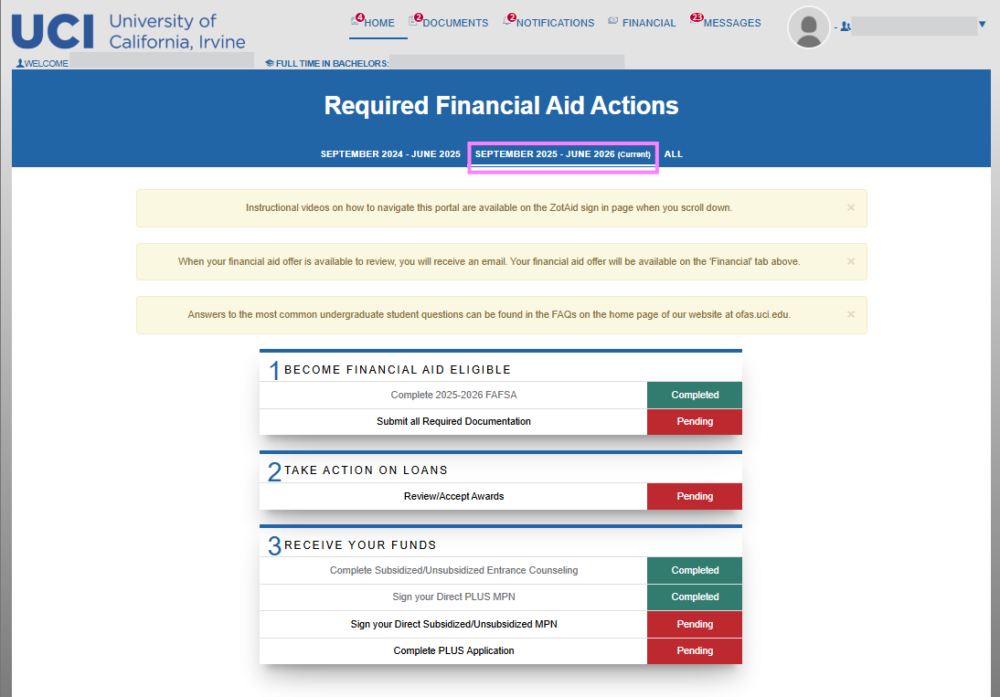 UCI University of California, Irvine
4 HOME 2 DOCUMENTS 2 NOTIFICATIONS FINANCIAL 23 MESSAGES
-
WELCOME FULL TIME IN BACHELORS:
Required Financial Aid Actions
SEPTEMBER 2024 - JUNE 2025 SEPTEMBER 2025 - JUNE 2026 (Current) ALL
Instructional videos on how to navigate this portal are available on the ZotAid sign in page when you scroll down. ×
When your financial aid offer is available to review, you will receive an email. Your financial aid offer will be available on the 'Financial' tab above. ×
Answers to the most common undergraduate student questions can be found in the FAQs on the home page of our website at ofas.uci.edu. ×
1 BECOME FINANCIAL AID ELIGIBLE
Complete 2025-2026 FAFSA Completed
Submit all Required Documentation Pending
2 TAKE ACTION ON LOANS
Review/Accept Awards Pending
3 RECEIVE YOUR FUNDS
Complete Subsidized/Unsubsidized Entrance Counseling Completed
Sign your Direct PLUS MPN Completed
Sign your Direct Subsidized/Unsubsidized MPN Pending
Complete PLUS Application Pending